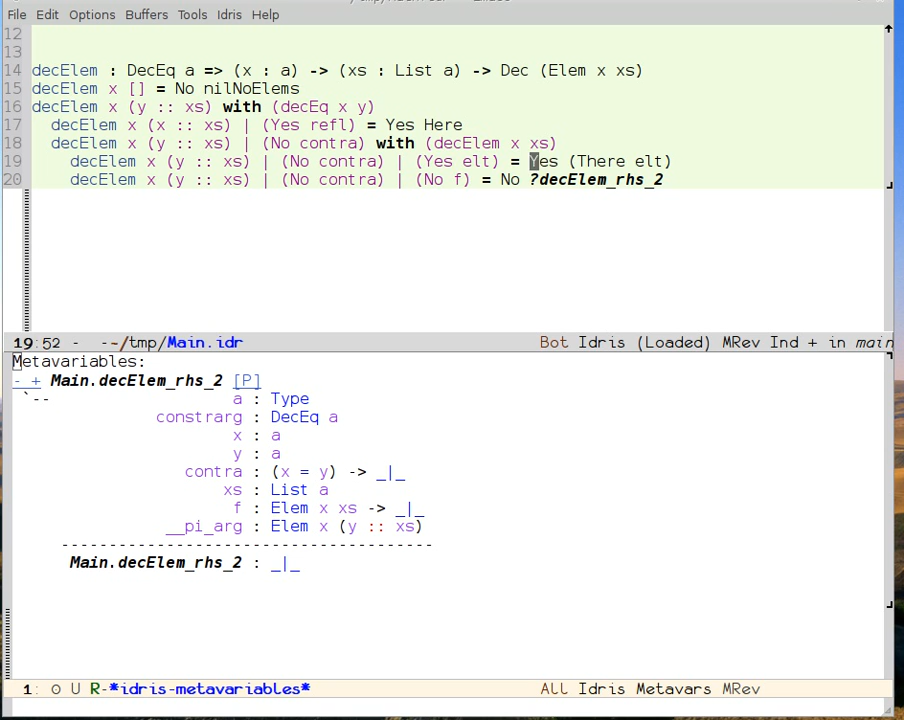 File Edit Options Buffers Tools Idris Help
12
13
14 decElem : DecEq a => (x : a) -> (xs : List a) -> Dec (Elem x xs)
15 decElem x [] = No nilNoElems
16 decElem x (y :: xs) with (decEq x y)
17   decElem x (x :: xs) | (Yes refl) = Yes Here
18   decElem x (y :: xs) | (No contra) with (decElem x xs)
19     decElem x (y :: xs) | (No contra) | (Yes elt) = Yes (There elt)
20     decElem x (y :: xs) | (No contra) | (No f) = No ?decElem_rhs_2
19:52 -  --~/tmp/Main.idr Bot Idris (Loaded) MRev Ind + in main
Metavariables:
- + Main.decElem_rhs_2 [P]
`-- a : Type
constrarg : DecEq a
x : a
y : a
contra : (x = y) -> _|_
xs : List a
f : Elem x xs -> _|_
__pi_arg : Elem x (y :: xs)
----------------------------------------
Main.decElem_rhs_2 : _|_
1: O U R-*idris-metavariables* All Idris Metavars MRev